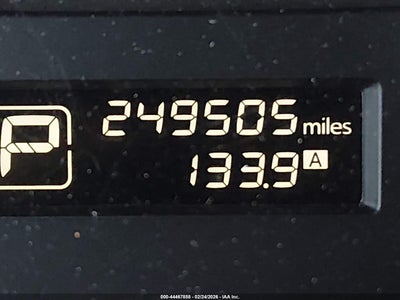 249505 miles
P
133.9 A
000-44467858 - 02/24/2026 - IAA Inc.